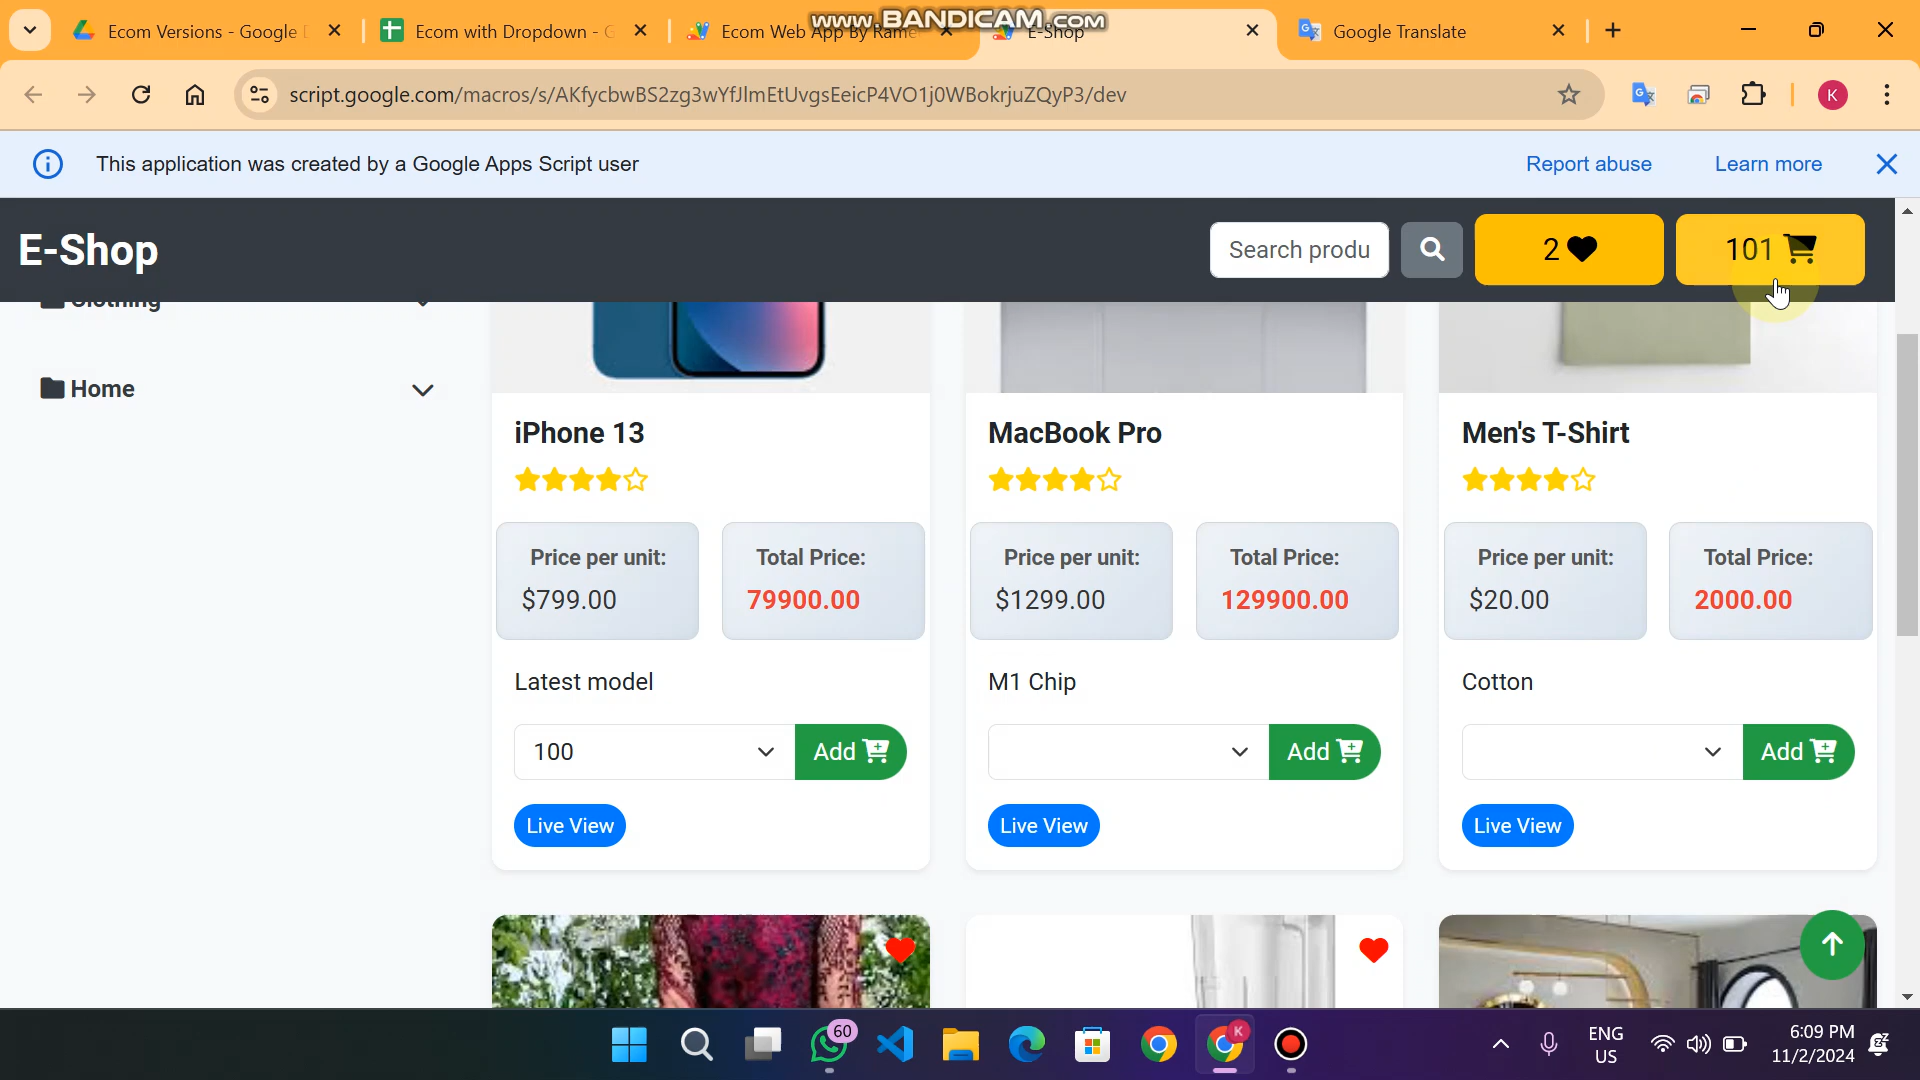 www.BANDICAM.com
Ecom Versions - Google
Ecom with Dropdown -
Ecom Web App By
E-Shop
Google Translate
script.google.com/macros/s/AKfycbwBS2zg3wYfJlmEtUvgsEeicP4VO1j0WBokrjuZQyP3/dev
K
This application was created by a Google Apps Script user
Report abuse
Learn more
E-Shop
Search produ
2
101
Clothing
Home
iPhone 13
MacBook Pro
Men's T-Shirt
Price per unit:
$799.00
Total Price:
79900.00
Price per unit:
$1299.00
Total Price:
129900.00
Price per unit:
$20.00
Total Price:
2000.00
Latest model
M1 Chip
Cotton
100
Add
Add
Add
Live View
Live View
Live View
60
K
ENG
US
6:09 PM
11/2/2024